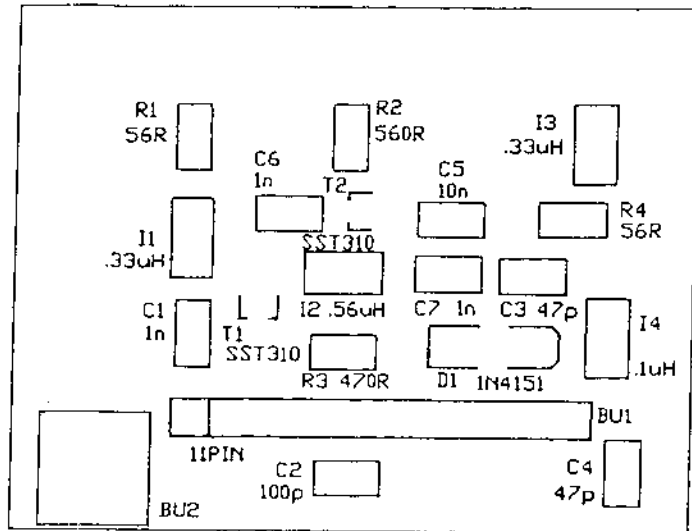 R1
56R
R2
560R
I3
.33uH
C6
1n
T2
C5
10n
R4
56R
I1
.33uH
SST310
I2 .56uH
C7 1n
C3 47p
C1
1n
T1
SST310
I4
.1uH
R3 470R
D1 1N4151
BU1
11PIN
BU2
C2
100p
C4
47p